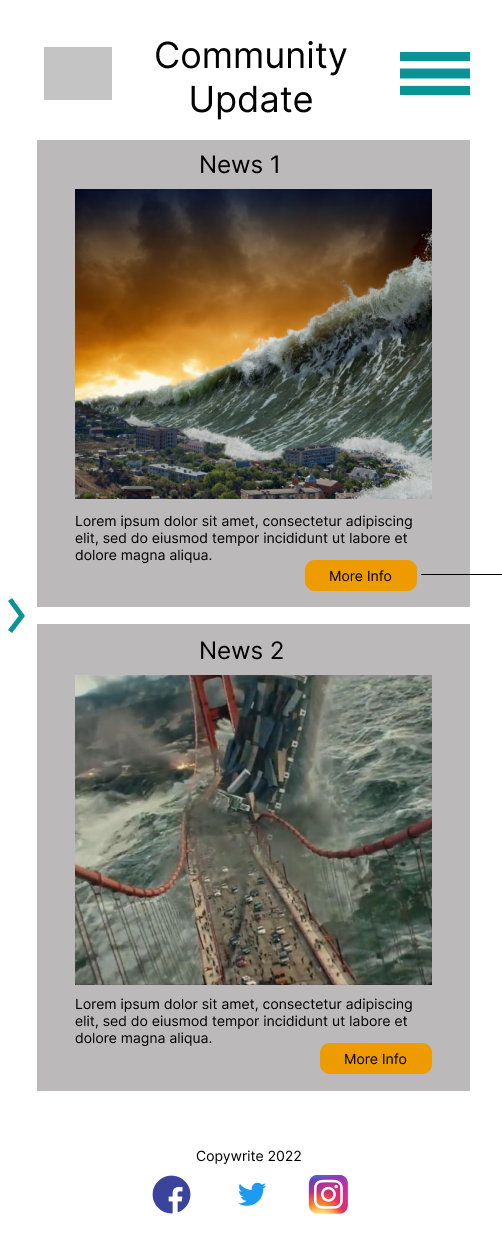 Community
Update
News 1
Lorem ipsum dolor sit amet, consectetur adipiscing
elit, sed do eiusmod tempor incididunt ut labore et
dolore magna aliqua.
More Info
News 2
Lorem ipsum dolor sit amet, consectetur adipiscing
elit, sed do eiusmod tempor incididunt ut labore et
dolore magna aliqua.
More Info
Copywrite 2022